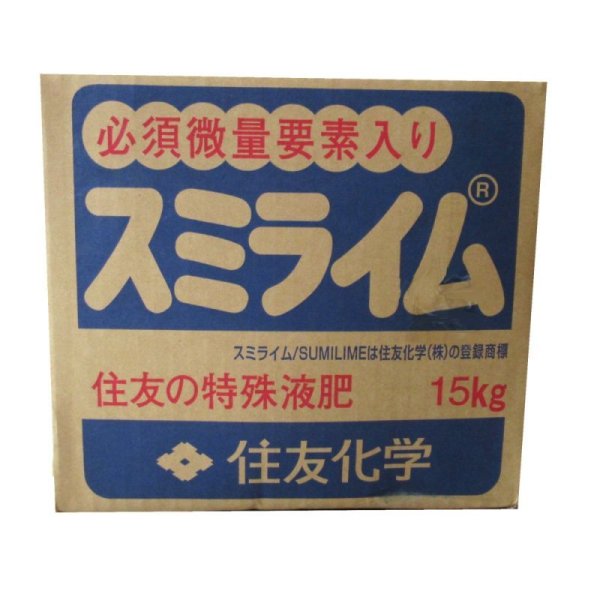 必須微量要素入り
スミライム®
スミライム/SUMILIMEは住友化学(株)の登録商標
住友の特殊液肥 15kg
住友化学